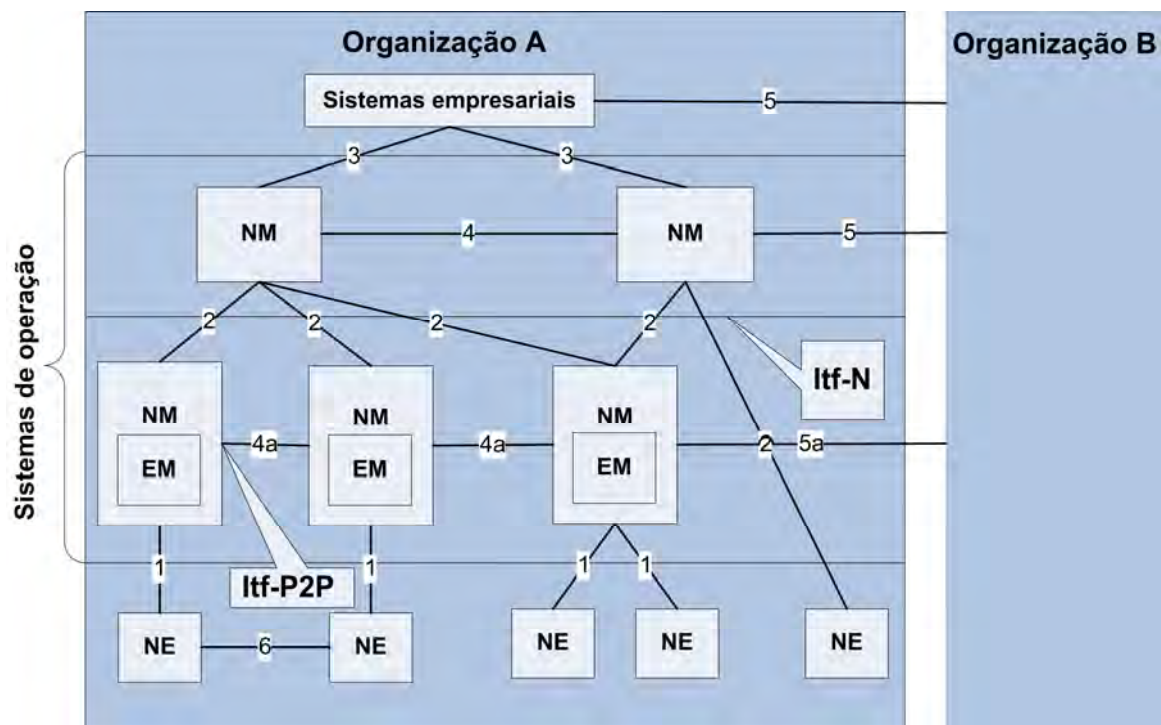 Organização A
Organização B
Sistemas empresariais
5
3
3
NM
4
NM
5
Sistemas de operação
2
2
2
2
Itf-N
NM
EM
4a
NM
EM
4a
NM
EM
2
5a
1
Itf-P2P
1
1
1
NE
6
NE
NE
NE
NE